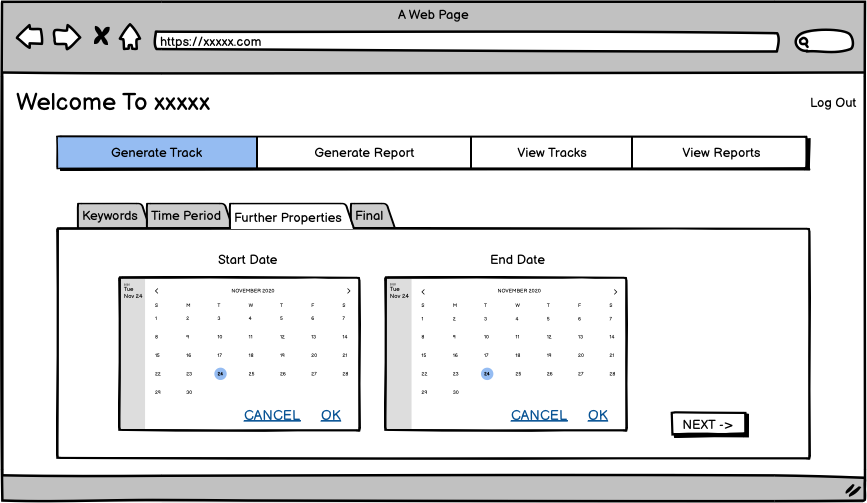 A Web Page
https://xxxxx.com
Welcome To xxxxx
Log Out
Generate Track Generate Report View Tracks View Reports
Keywords Time Period Further Properties Final
Start Date
End Date
Tue
Nov 24
NOVEMBER 2020
S M T W T F S
1 2 3 4 5 6 7
8 9 10 11 12 13 14
15 16 17 18 19 20 21
22 23 24 25 26 27 28
29 30
CANCEL OK
Tue
Nov 24
NOVEMBER 2020
S M T W T F S
1 2 3 4 5 6 7
8 9 10 11 12 13 14
15 16 17 18 19 20 21
22 23 24 25 26 27 28
29 30
CANCEL OK
NEXT ->